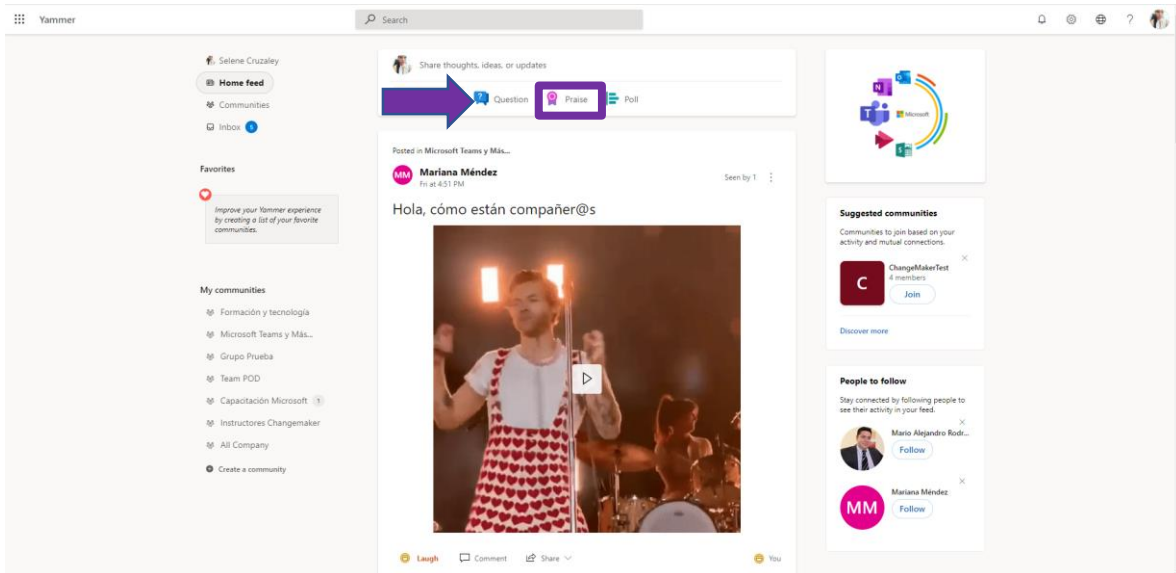 Yammer
Search
?
Selene Cruzaley
Home feed
Communities
Inbox 5
Favorites
Improve your Yammer experience
by creating a list of your favorite
communities.
My communities
Formación y tecnología
Microsoft Teams y Más...
Grupo Prueba
Team POD
Capacitación Microsoft 1
Instructores Changemaker
All Company
Create a community
Share thoughts, ideas, or updates
Question
Praise
Poll
Posted in Microsoft Teams y Más...
MM
Mariana Méndez
Fri at 4:51 PM
Seen by 1
Hola, cómo están compañer@s
Laugh
Comment
Share
You
Microsoft
Suggested communities
Communities to join based on your
activity and mutual connections.
C
ChangeMakerTest
4 members
Join
Discover more
People to follow
Stay connected by following people to
see their activity in your feed.
Mario Alejandro Rodr...
Follow
MM
Mariana Méndez
Follow